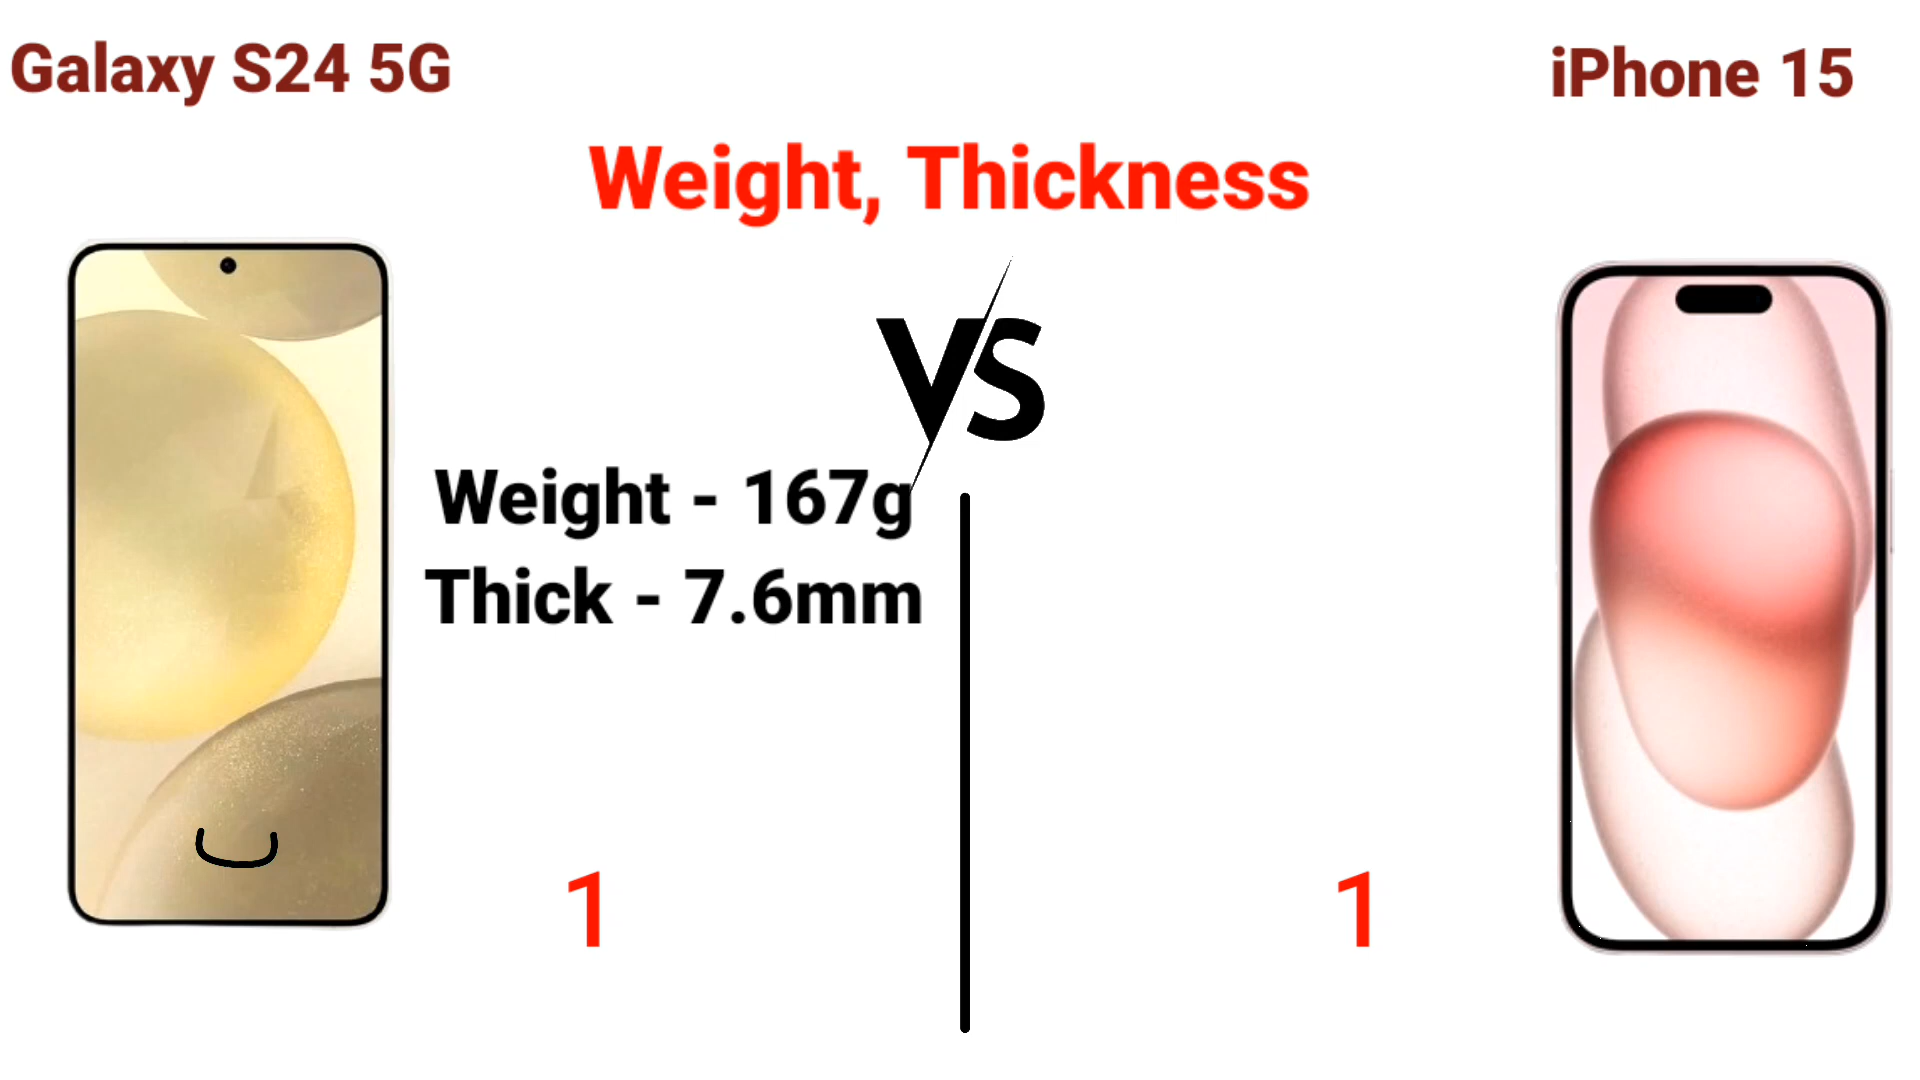 Galaxy S24 5G
iPhone 15
Weight, Thickness
VS
Weight - 167g
Thick - 7.6mm
1
1